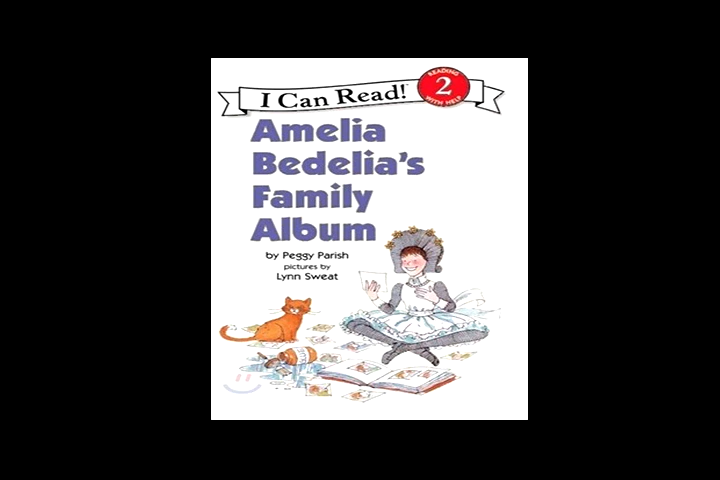 I Can Read!
READING
2
WITH HELP
Amelia
Bedelia's
Family
Album
by Peggy Parish
pictures by
Lynn Sweat